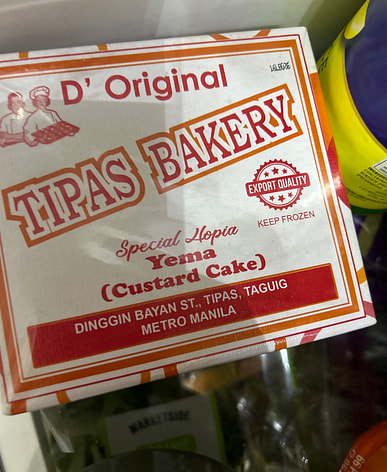 D' Original
TIPAS BAKERY
EXPORT QUALITY
KEEP FROZEN
Special Hopia
Yema
(Custard Cake)
DINGGIN BAYAN ST., TIPAS, TAGUIG
METRO MANILA
MARKETSIDE